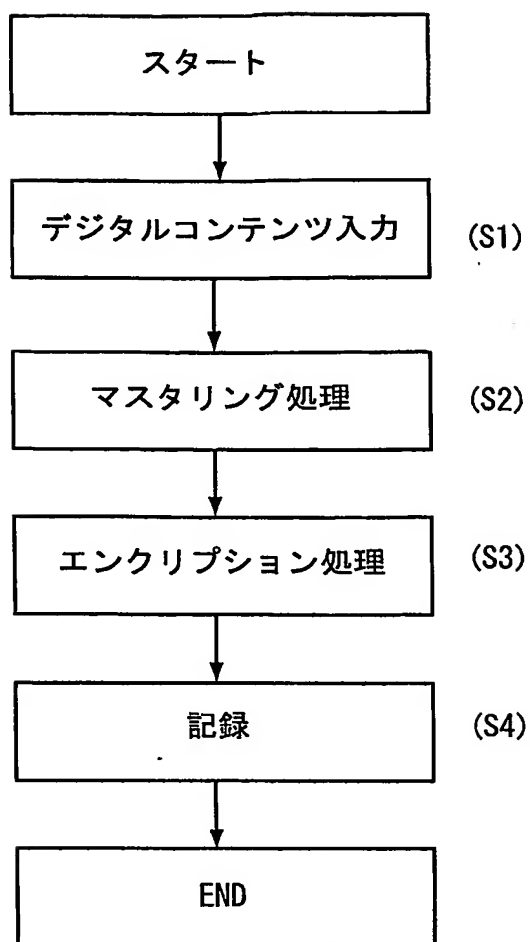 スタート
デジタルコンテンツ入力 (S1)
マスタリング処理 (S2)
エンクリプション処理 (S3)
記録 (S4)
END